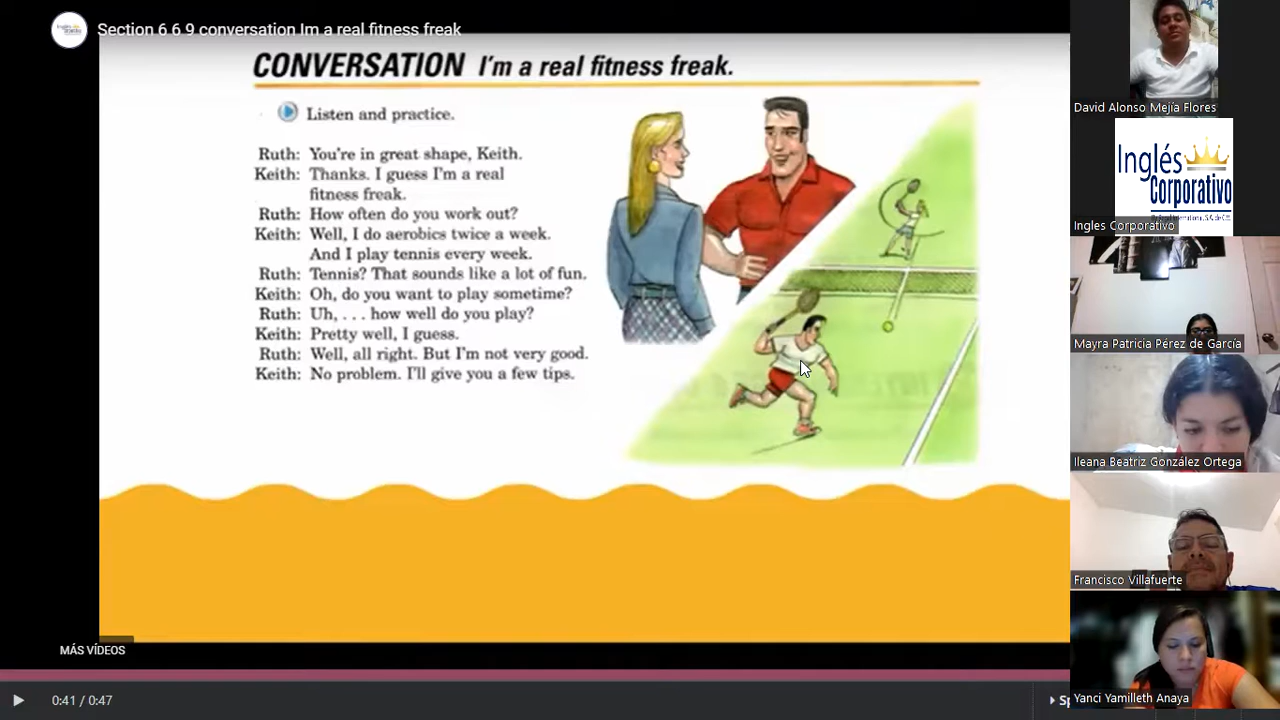 Section 6 6 9 conversation Im a real fitness freak
CONVERSATION I'm a real fitness freak.
Listen and practice.
Ruth: You're in great shape, Keith.
Keith: Thanks. I guess I'm a real
fitness freak.
Ruth: How often do you work out?
Keith: Well, I do aerobics twice a week.
And I play tennis every week.
Ruth: Tennis? That sounds like a lot of fun.
Keith: Oh, do you want to play sometime?
Ruth: Uh, . . . how well do you play?
Keith: Pretty well, I guess.
Ruth: Well, all right. But I'm not very good.
Keith: No problem. I'll give you a few tips.
MÁS VÍDEOS
0:41 / 0:47
David Alonso Mejía Flores
Inglés
Corporativo
Ingles Corporativo
Mayra Patricia Pérez de García
Ileana Beatriz González Ortega
Francisco Villafuerte
Yanci Yamilleth Anaya